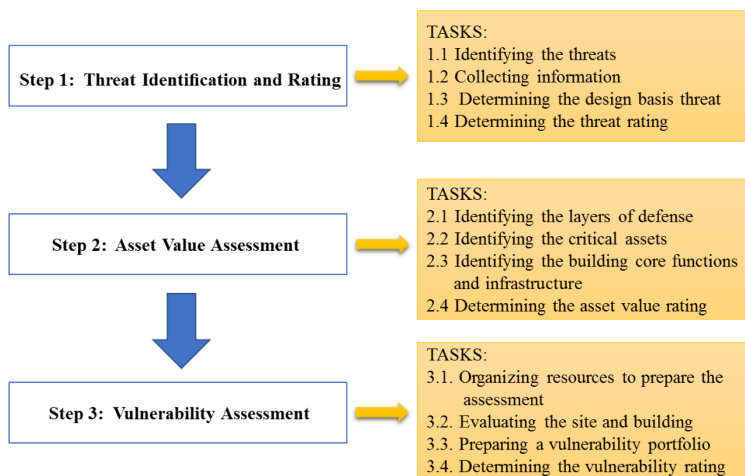 Step 1: Threat Identification and Rating
TASKS:
1.1 Identifying the threats
1.2 Collecting information
1.3 Determining the design basis threat
1.4 Determining the threat rating
Step 2: Asset Value Assessment
TASKS:
2.1 Identifying the layers of defense
2.2 Identifying the critical assets
2.3 Identifying the building core functions
and infrastructure
2.4 Determining the asset value rating
Step 3: Vulnerability Assessment
TASKS:
3.1. Organizing resources to prepare the
assessment
3.2. Evaluating the site and building
3.3. Preparing a vulnerability portfolio
3.4. Determining the vulnerability rating